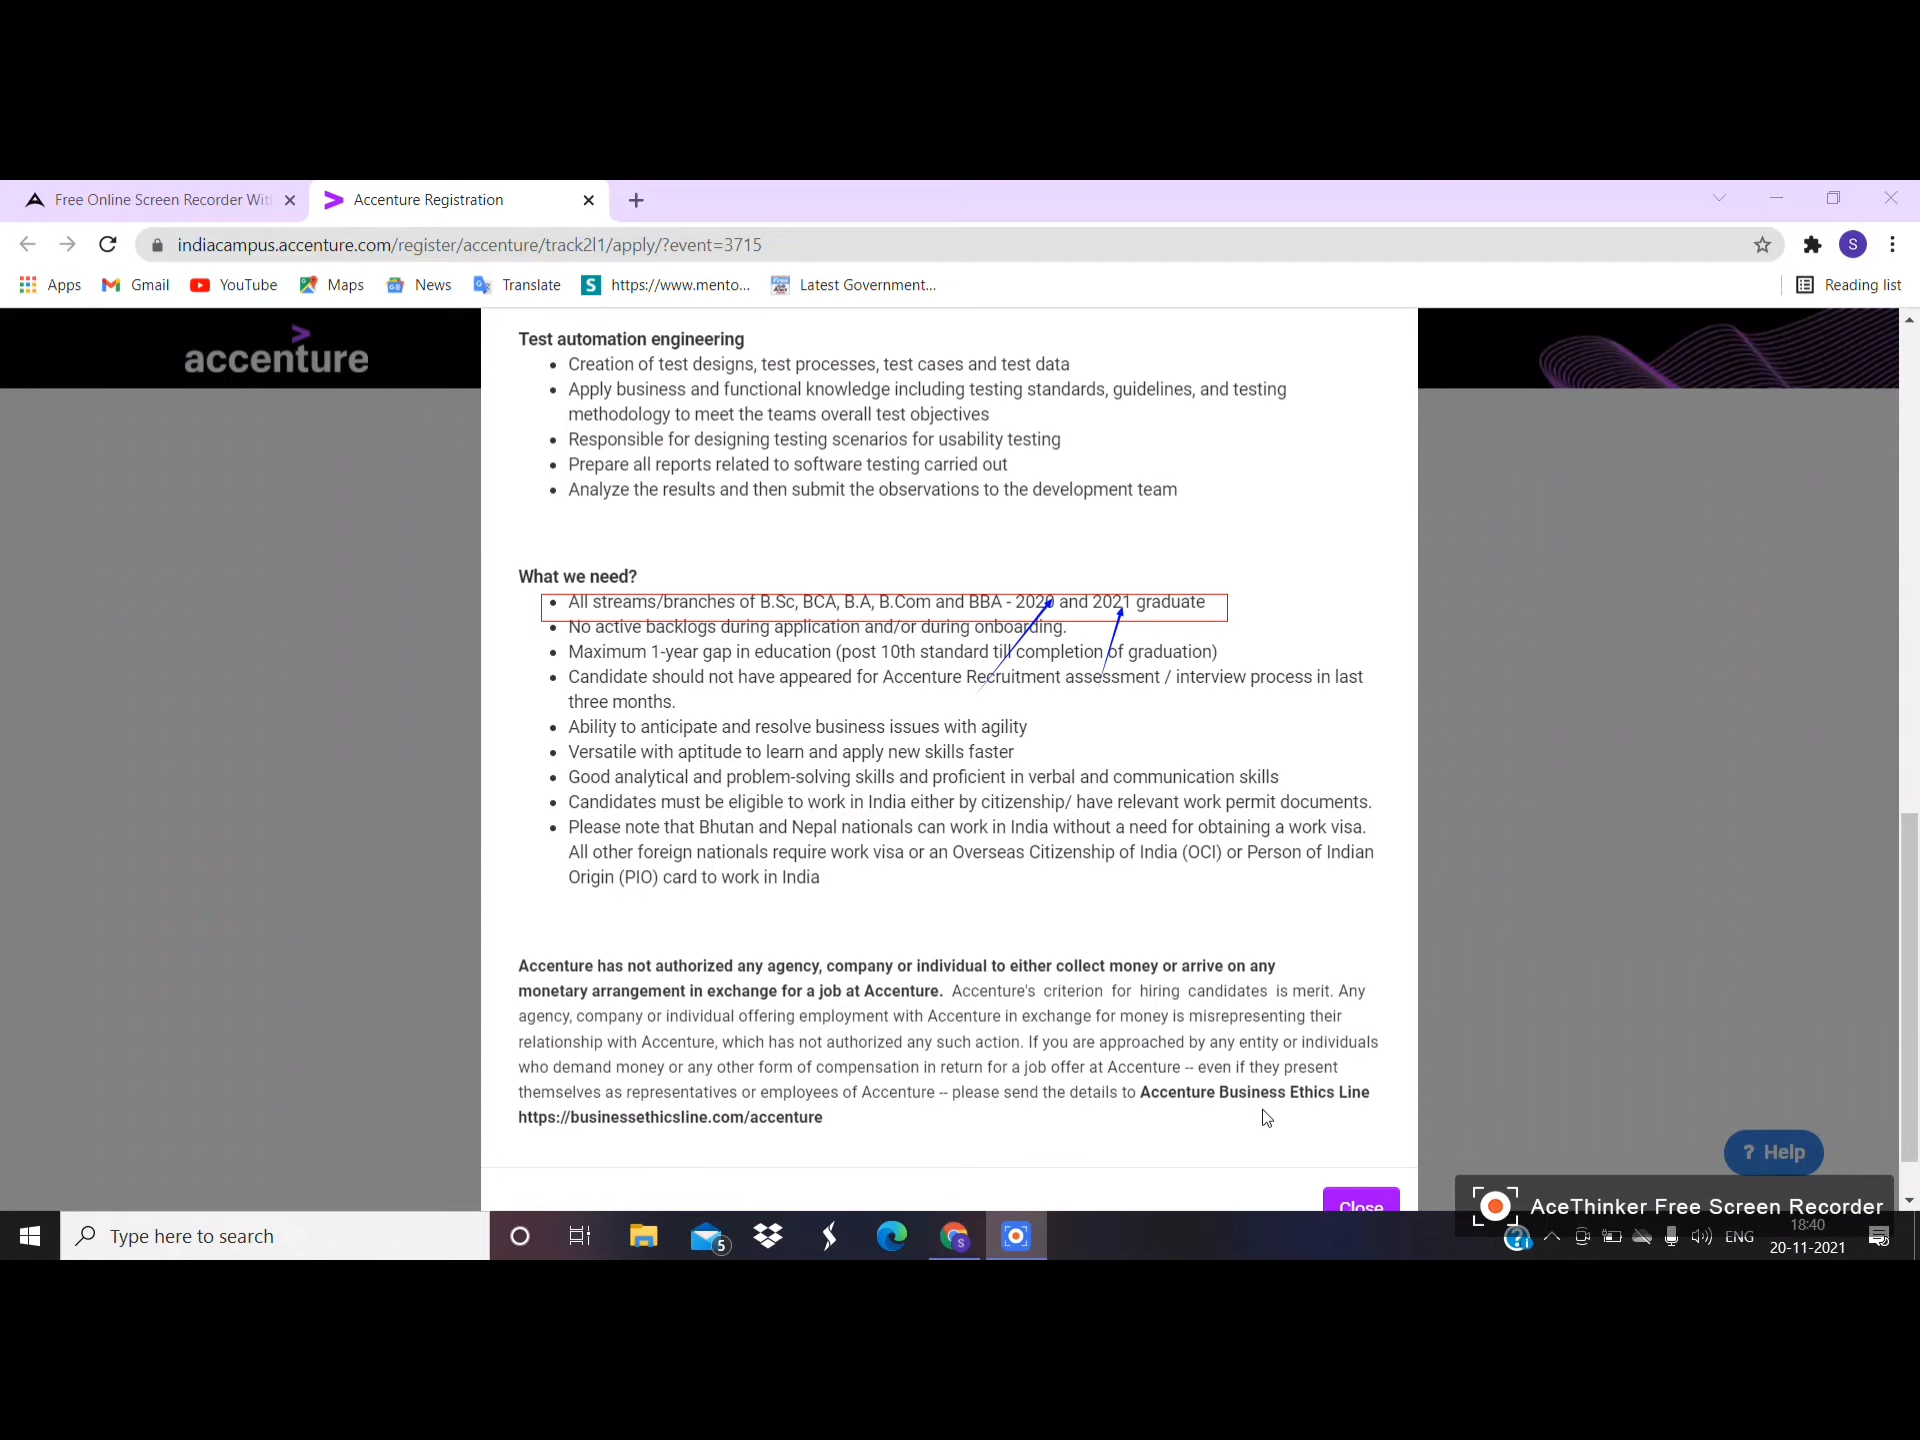 Free Online Screen Recorder Wit
Accenture Registration
indiacampus.accenture.com/register/accenture/track2l1/apply/?event=3715
S
Apps
Gmail
YouTube
Maps
News
Translate
https://www.mento...
Latest Government...
Reading list
accenture
Test automation engineering
• Creation of test designs, test processes, test cases and test data
• Apply business and functional knowledge including testing standards, guidelines, and testing
methodology to meet the teams overall test objectives
• Responsible for designing testing scenarios for usability testing
• Prepare all reports related to software testing carried out
• Analyze the results and then submit the observations to the development team
What we need?
• All streams/branches of B.Sc, BCA, B.A, B.Com and BBA - 2020 and 2021 graduate
• No active backlogs during application and/or during onboarding.
• Maximum 1-year gap in education (post 10th standard till completion of graduation)
• Candidate should not have appeared for Accenture Recruitment assessment / interview process in last
three months.
• Ability to anticipate and resolve business issues with agility
• Versatile with aptitude to learn and apply new skills faster
• Good analytical and problem-solving skills and proficient in verbal and communication skills
• Candidates must be eligible to work in India either by citizenship/ have relevant work permit documents.
• Please note that Bhutan and Nepal nationals can work in India without a need for obtaining a work visa.
All other foreign nationals require work visa or an Overseas Citizenship of India (OCI) or Person of Indian
Origin (PIO) card to work in India
Accenture has not authorized any agency, company or individual to either collect money or arrive on any
monetary arrangement in exchange for a job at Accenture. Accenture's criterion for hiring candidates is merit. Any
agency, company or individual offering employment with Accenture in exchange for money is misrepresenting their
relationship with Accenture, which has not authorized any such action. If you are approached by any entity or individuals
who demand money or any other form of compensation in return for a job offer at Accenture -- even if they present
themselves as representatives or employees of Accenture -- please send the details to Accenture Business Ethics Line
https://businessethicsline.com/accenture
? Help
Close
AceThinker Free Screen Recorder
Type here to search
5
S
ENG
18:40
20-11-2021